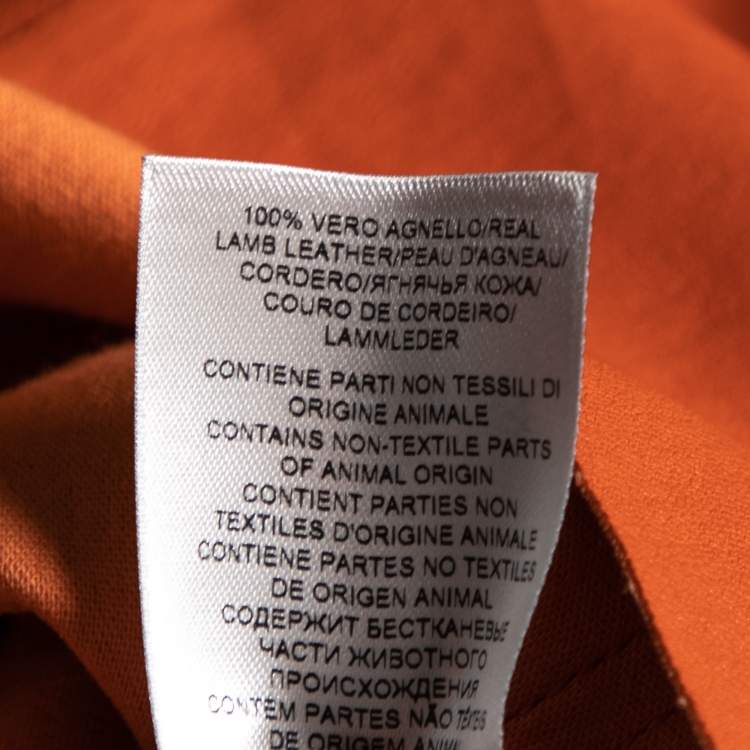 100% VERO AGNELLO/REAL
LAMB LEATHER/PEAU D'AGNEAU/
CORDERO/ЯГНЯЧЬЯ КОЖА/
COURO DE CORDEIRO/
LAMMLEDER
CONTIENE PARTI NON TESSILI DI
ORIGINE ANIMALE
CONTAINS NON-TEXTILE PARTS
OF ANIMAL ORIGIN
CONTIENT PARTIES NON
TEXTILES D'ORIGINE ANIMALE
CONTIENE PARTES NO TEXTILES
DE ORIGEN ANIMAL
СОДЕРЖИТ БЕСТКАНЕВЫЕ
ЧАСТИ ЖИВОТНОГО
ПРОИСХОЖДЕНИЯ
CONTEM PARTES NÃO TÉXTEIS
DE ORIGEM